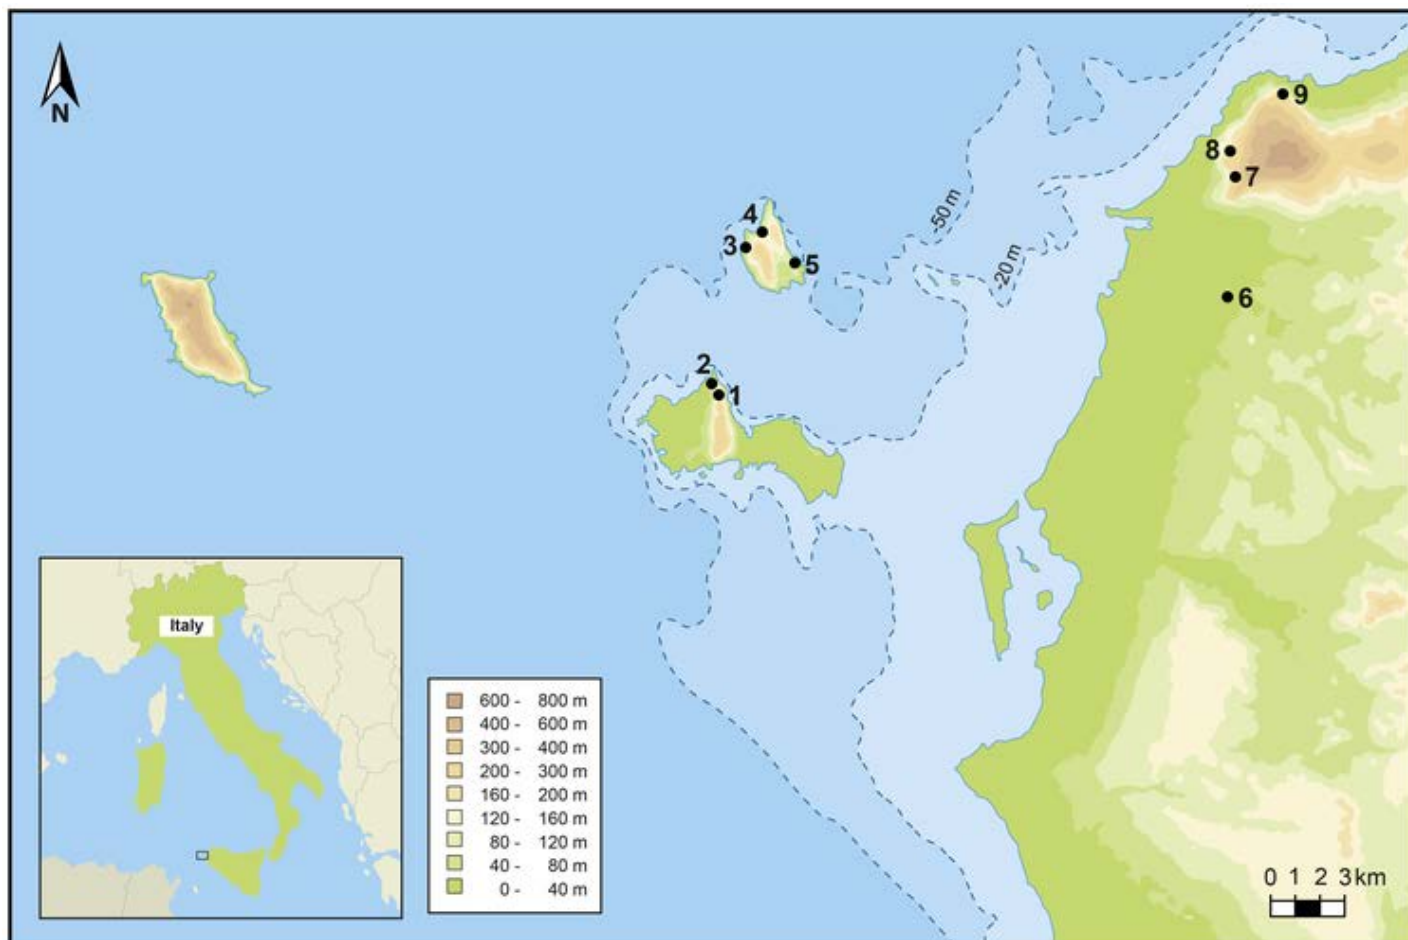 N
9
8
7
-50 m
4
3
5
-20 m
6
2
1
Italy
600 - 800 m
400 - 600 m
300 - 400 m
200 - 300 m
160 - 200 m
120 - 160 m
80 - 120 m
40 - 80 m
0 - 40 m
0 1 2 3 km